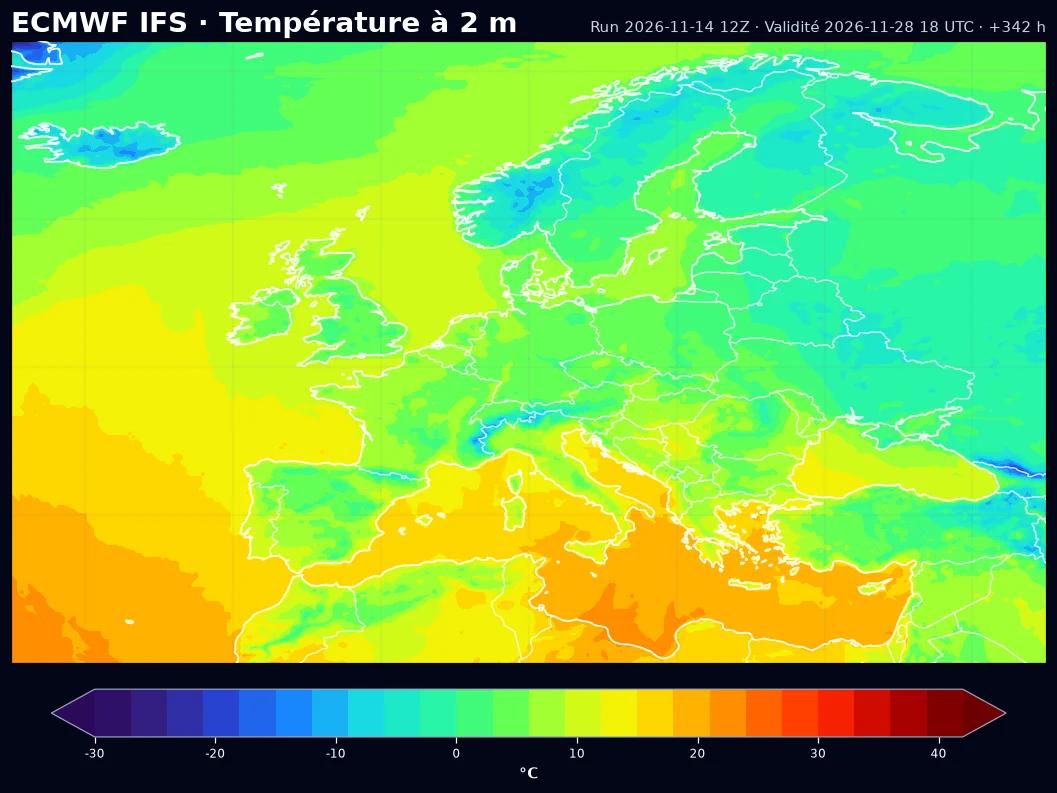 ECMWF IFS · Température à 2 m
Run 2026-11-14 12Z · Validité 2026-11-28 18 UTC · +342 h
-30 -20 -10 0 10 20 30 40
°C